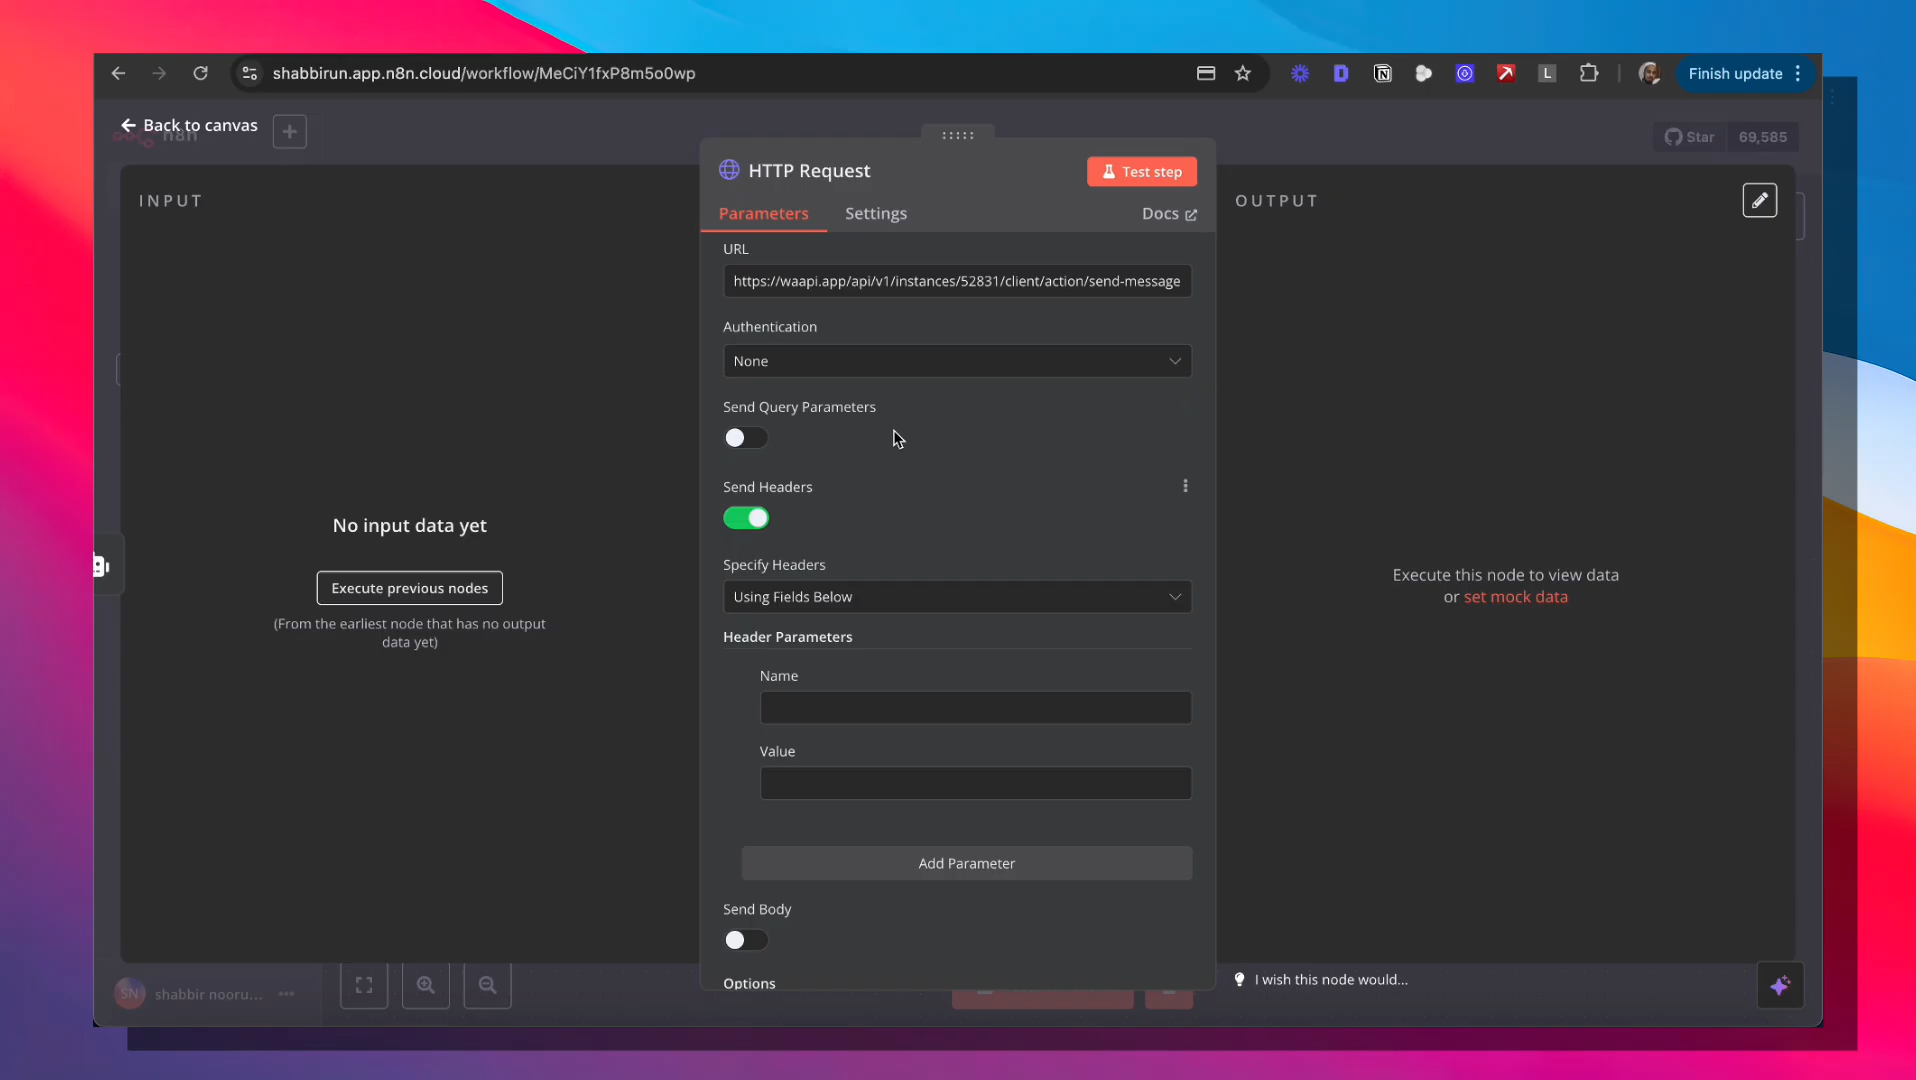 shabbirun.app.n8n.cloud/workflow/MeCiY1fxP8m5o0wp
L
Finish update
Back to canvas
n8n
Star 69,585
INPUT
HTTP Request
Test step
OUTPUT
Parameters
Settings
Docs
URL
https://waapi.app/api/v1/instances/52831/client/action/send-message
Authentication
None
Send Query Parameters
Send Headers
No input data yet
Specify Headers
Execute previous nodes
Using Fields Below
Execute this node to view data
or set mock data
(From the earliest node that has no output
data yet)
Header Parameters
Name
Value
Add Parameter
Send Body
Options
I wish this node would...
SN
shabbir nooru...